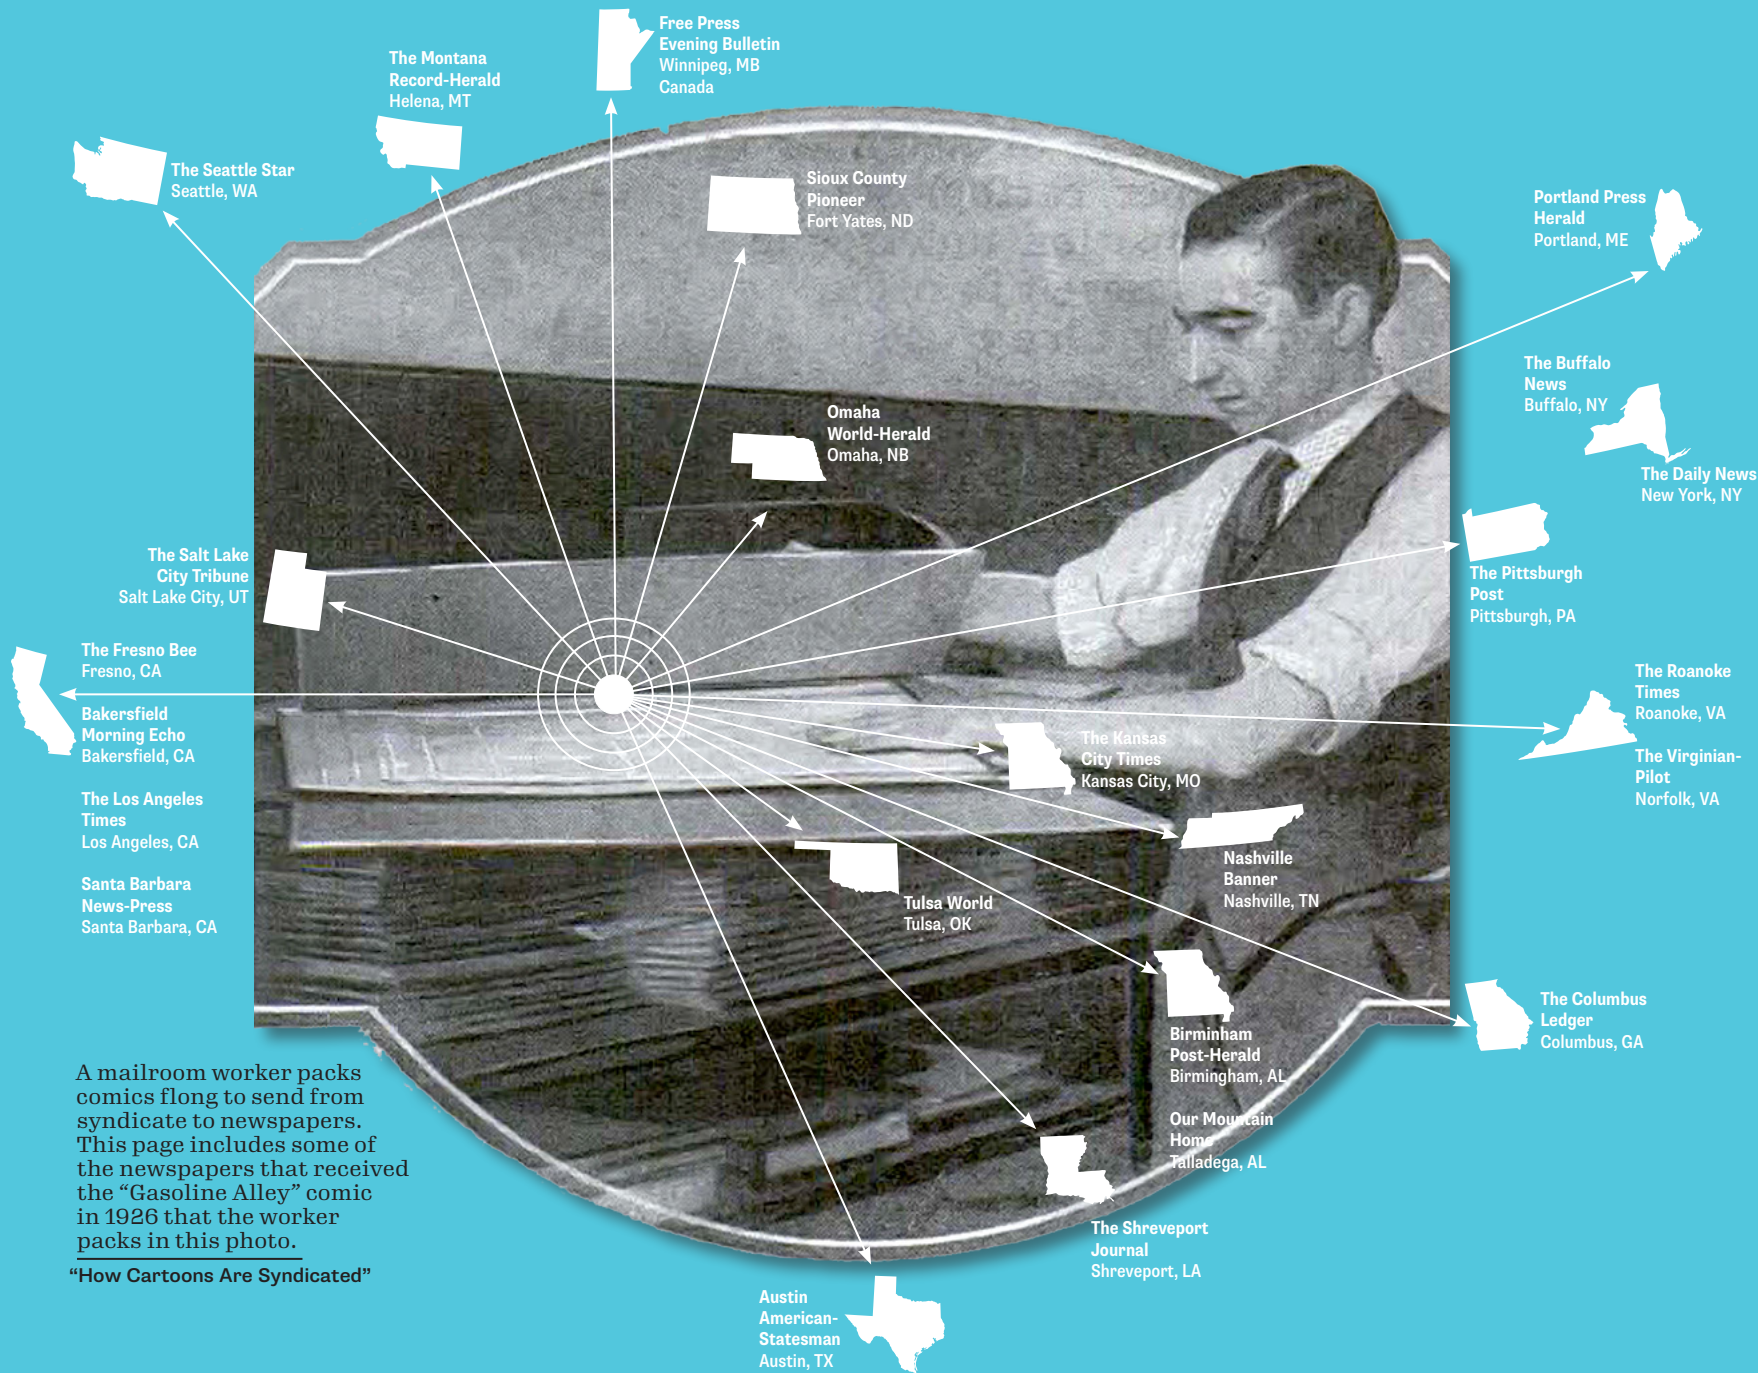 Free Press
Evening Bulletin
Winnipeg, MB
Canada
The Montana
Record-Herald
Helena, MT
The Seattle Star
Seattle, WA
Sioux County
Pioneer
Fort Yates, ND
Portland Press
Herald
Portland, ME
The Buffalo
News
Buffalo, NY
The Daily News
New York, NY
Omaha
World-Herald
Omaha, NB
The Salt Lake
City Tribune
Salt Lake City, UT
The Pittsburgh
Post
Pittsburgh, PA
The Fresno Bee
Fresno, CA
Bakersfield
Morning Echo
Bakersfield, CA
The Los Angeles
Times
Los Angeles, CA
Santa Barbara
News-Press
Santa Barbara, CA
The Roanoke
Times
Roanoke, VA
The Virginian-
Pilot
Norfolk, VA
The Kansas
City Times
Kansas City, MO
Nashville
Banner
Nashville, TN
Tulsa World
Tulsa, OK
The Columbus
Ledger
Columbus, GA
Birminham
Post-Herald
Birmingham, AL
Our Mountain
Home
Talladega, AL
The Shreveport
Journal
Shreveport, LA
Austin
American-
Statesman
Austin, TX
A mailroom worker packs
comics flong to send from
syndicate to newspapers.
This page includes some of
the newspapers that received
the “Gasoline Alley” comic
in 1926 that the worker
packs in this photo.
“How Cartoons Are Syndicated”